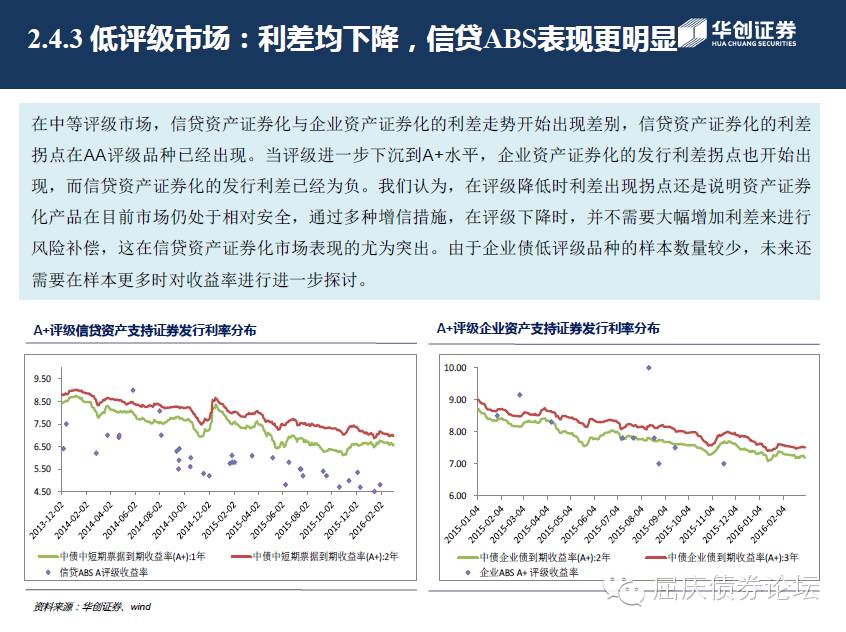 2.4.3 低评级市场：利差均下降，信贷ABS表现更明显
华创证券
HUA CHUANG SECURITIES
在中等评级市场，信贷资产证券化与企业资产证券化的利差走势开始出现差别，信贷资产证券化的利差
拐点在AA评级品种已经出现。当评级进一步下沉到A+水平，企业资产证券化的发行利差拐点也开始出
现，而信贷资产证券化的发行利差已经为负。我们认为，在评级降低时利差出现拐点还是说明资产证券
化产品在目前市场仍处于相对安全，通过多种增信措施，在评级下降时，并不需要大幅增加利差来进行
风险补偿，这在信贷资产证券化市场表现的尤为突出。由于企业债低评级品种的样本数量较少，未来还
需要在样本更多时对收益率进行进一步探讨。
A+评级信贷资产支持证券发行利率分布
9.50
8.50
7.50
6.50
5.50
4.50
2013-12-02
2014-02-02
2014-04-02
2014-06-02
2014-08-02
2014-10-02
2014-12-02
2015-02-02
2015-04-02
2015-06-02
2015-08-02
2015-10-02
2015-12-02
2016-02-02
中债中短期票据到期收益率(A+):1年
中债中短期票据到期收益率(A+):2年
信贷ABS A评级收益率
A+评级企业资产支持证券发行利率分布
10.00
9.00
8.00
7.00
6.00
2015-01-04
2015-02-04
2015-03-04
2015-04-04
2015-05-04
2015-06-04
2015-07-04
2015-08-04
2015-09-04
2015-10-04
2015-11-04
2015-12-04
2016-01-04
2016-02-04
中债企业债到期收益率(A+):2年
中债企业债到期收益率(A+):3年
企业ABS A+ 评级收益率
资料来源：华创证券、wind
屈庆债券论坛